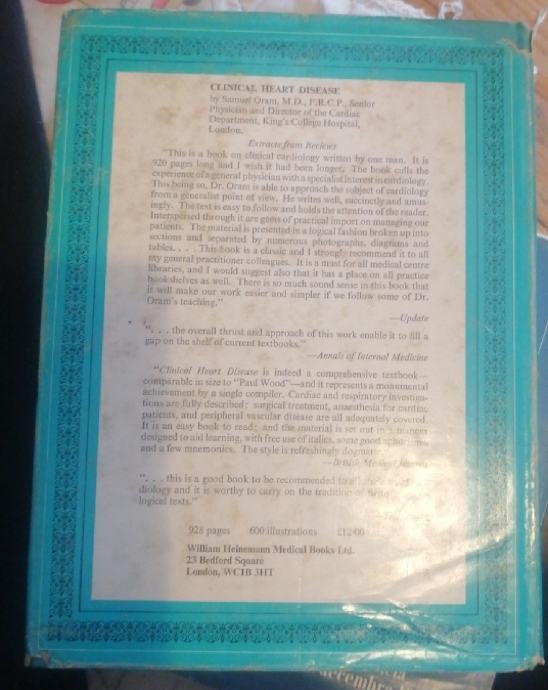 CLINICAL HEART DISEASE
by Samuel Oram, M.D., F.R.C.P., Senior
Physician and Director of the Cardiac
Department, King's College Hospital,
London.
Extracts from Reviews
"This is a book on clinical cardiology written by one man. It is
920 pages long and I wish it had been longer. The book culls the
experience of a general physician with a specialist interest in cardiology.
This being so, Dr. Oram is able to approach the subject of cardiology
from a generalist point of view. He writes well, succinctly and amus-
ingly. The text is easy to follow and holds the attention of the reader.
Interspersed through it are gems of practical import on managing our
patients. The material is presented in a logical fashion broken up into
sections and separated by numerous photographs, diagrams and
tables. . . . This book is a classic and I strongly recommend it to all
my general practitioner colleagues. It is a must for all medical centre
libraries, and I would suggest also that it has a place on all practice
bookshelves as well. There is so much sound sense in this book that
it will make our work easier and simpler if we follow some of Dr.
Oram's teaching."
—Update
". . . the overall thrust and approach of this work enable it to fill a
gap on the shelf of current textbooks."
—Annals of Internal Medicine
"Clinical Heart Disease is indeed a comprehensive textbook—
comparable in size to "Paul Wood"—and it represents a monumental
achievement by a single compiler. Cardiac and respiratory investiga-
tions are fully described; surgical treatment, anaesthesia for cardiac
patients, and peripheral vascular disease are all adequately covered.
It is an easy book to read; and the material is set out in a manner
designed to aid learning, with free use of italics, some good aphorisms,
and a few mnemonics. The style is refreshingly dogmatic
—British Medical Journal
". . . this is a good book to be recommended to all
diology and it is worthy to carry on the tradition of
logical texts."
928 pages 600 illustrations £12·00
William Heinemann Medical Books Ltd.
23 Bedford Square
London, WC1B 3HT